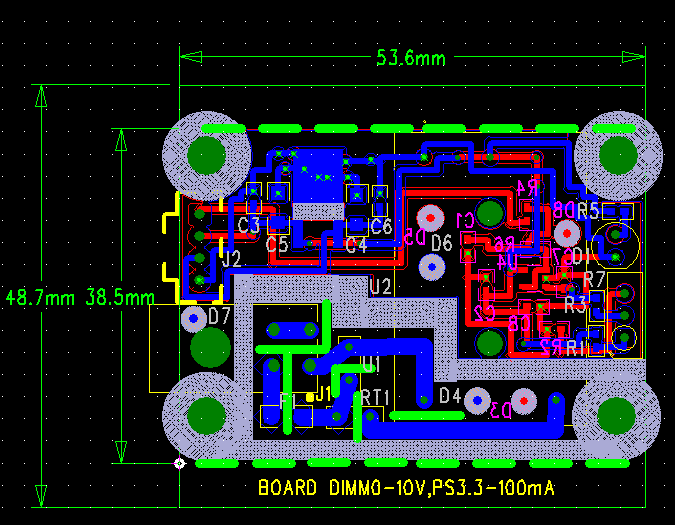 53.6mm
R4
C1
D8
R5
C3
C5
C4
C6
D5
D6
R6
U4
C7
D1
J2
48.7mm 38.5mm
U2
R7
R3
C2
C8
D7
R2
R1
U1
J1
F1
RT1
D4
D3
BOARD DIMM0-10V,PS3.3-100mA